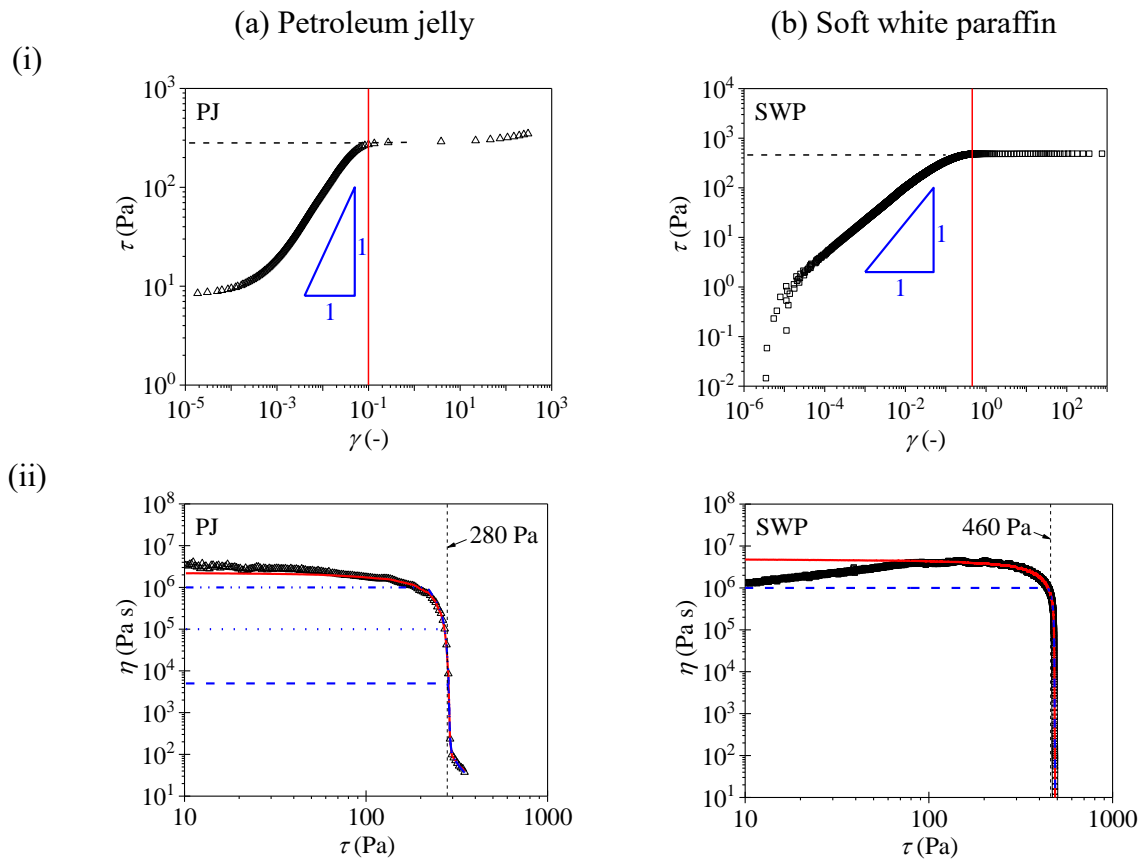 (a) Petroleum jelly
(b) Soft white paraffin
(i)
PJ
10³
10²
10¹
10⁰
τ (Pa)
1
1
10⁻⁵ 10⁻³ 10⁻¹ 10¹ 10³
γ (-)
SWP
10⁴
10³
10²
10¹
10⁰
10⁻¹
10⁻²
τ (Pa)
1
1
10⁻⁶ 10⁻⁴ 10⁻² 10⁰ 10²
γ (-)
(ii)
PJ
280 Pa
10⁸
10⁷
10⁶
10⁵
10⁴
10³
10²
10¹
η (Pa s)
10 100 1000
τ (Pa)
SWP
460 Pa
10⁸
10⁷
10⁶
10⁵
10⁴
10³
10²
10¹
η (Pa s)
10 100 1000
τ (Pa)